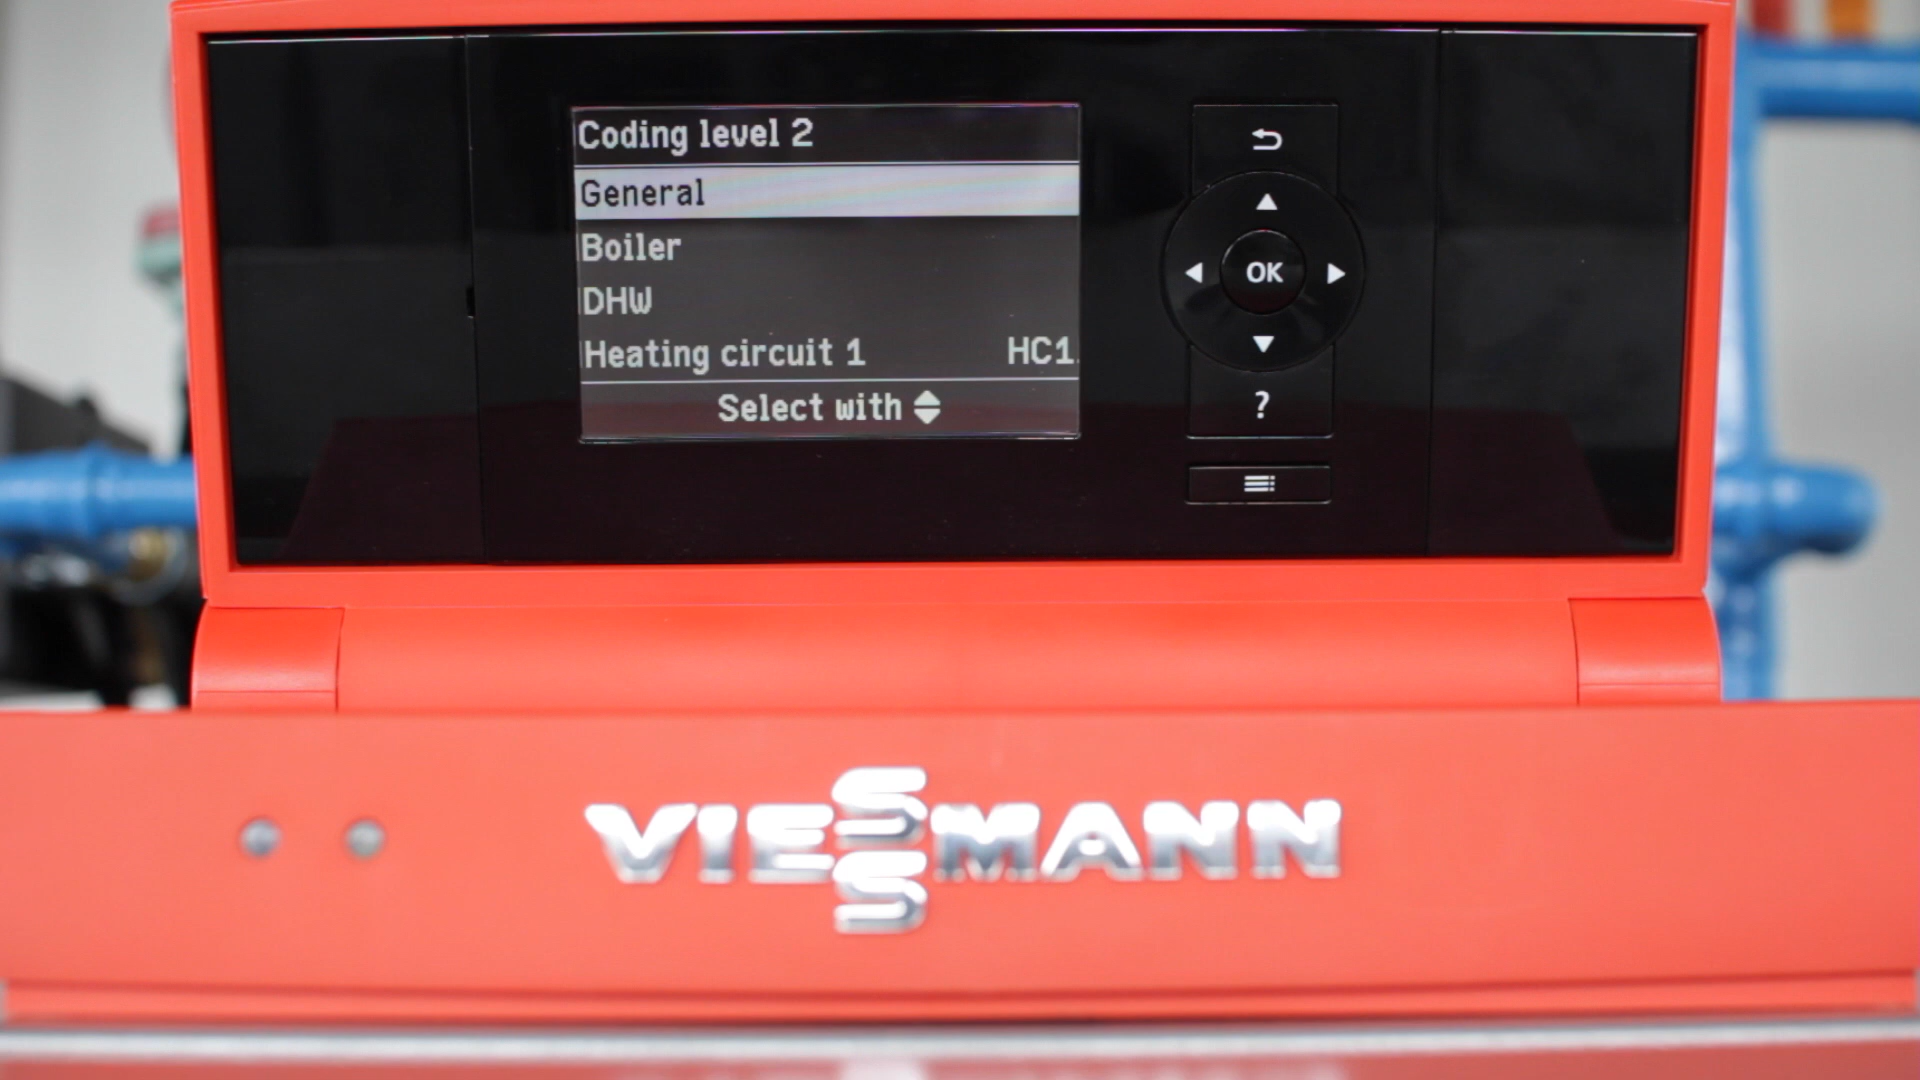 Coding level 2
General
Boiler
DHW
Heating circuit 1 HC1
Select with
OK
?
VIESSMANN